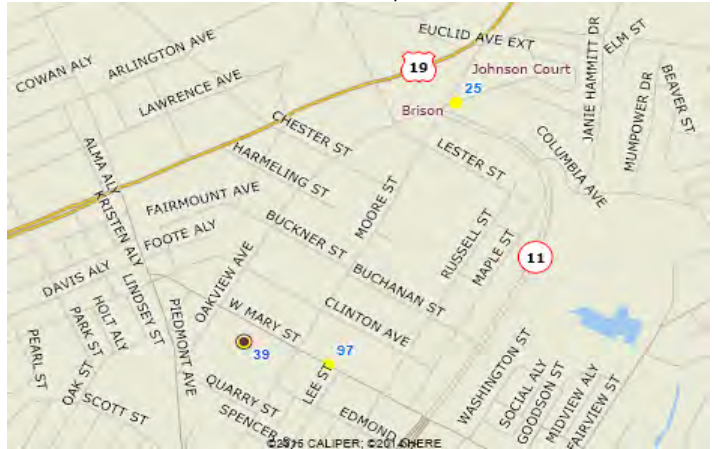 EUCLID AVE EXT
JANIE HAMMITT DR
ELM ST
ARLINGTON AVE
COWAN ALY
19
Johnson Court
BEAVER ST
MUMPOWER DR
25
LAWRENCE AVE
Brison
CHESTER ST
COLUMBIA AVE
ALMA ALY
HARMELING ST
LESTER ST
MOORE ST
KRISTEN ALY
FAIRMOUNT AVE
RUSSELL ST
MAPLE ST
BUCKNER ST
FOOTE ALY
11
BUCHANAN ST
OAKVIEW AVE
DAVIS ALY
LINDSEY ST
HOLT ALY
PARK ST
PIEDMONT AVE
W MARY ST
CLINTON AVE
PEARL ST
39
97
WASHINGTON ST
OAK ST
SOCIAL ALY
GOODSON ST
MIDVIEW ALY
FAIRVIEW ST
LEE ST
QUARRY ST
SCOTT ST
SPENCER
EDMOND
CALIPER; ©2014 HERE